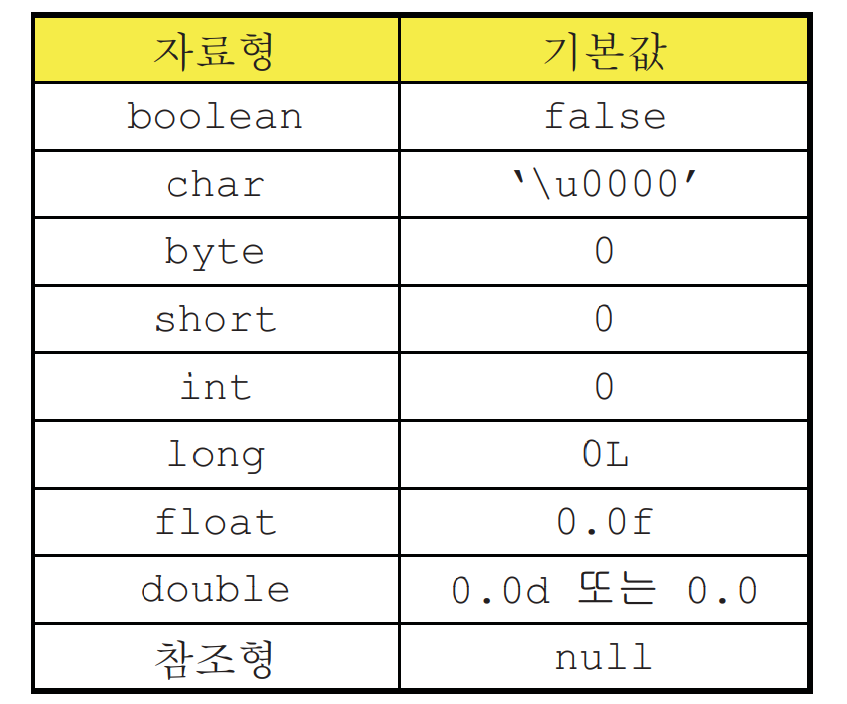 자료형 기본값
boolean false
char ‛\u0000’
byte 0
short 0
int 0
long 0L
float 0.0f
double 0.0d 또는 0.0
참조형 null